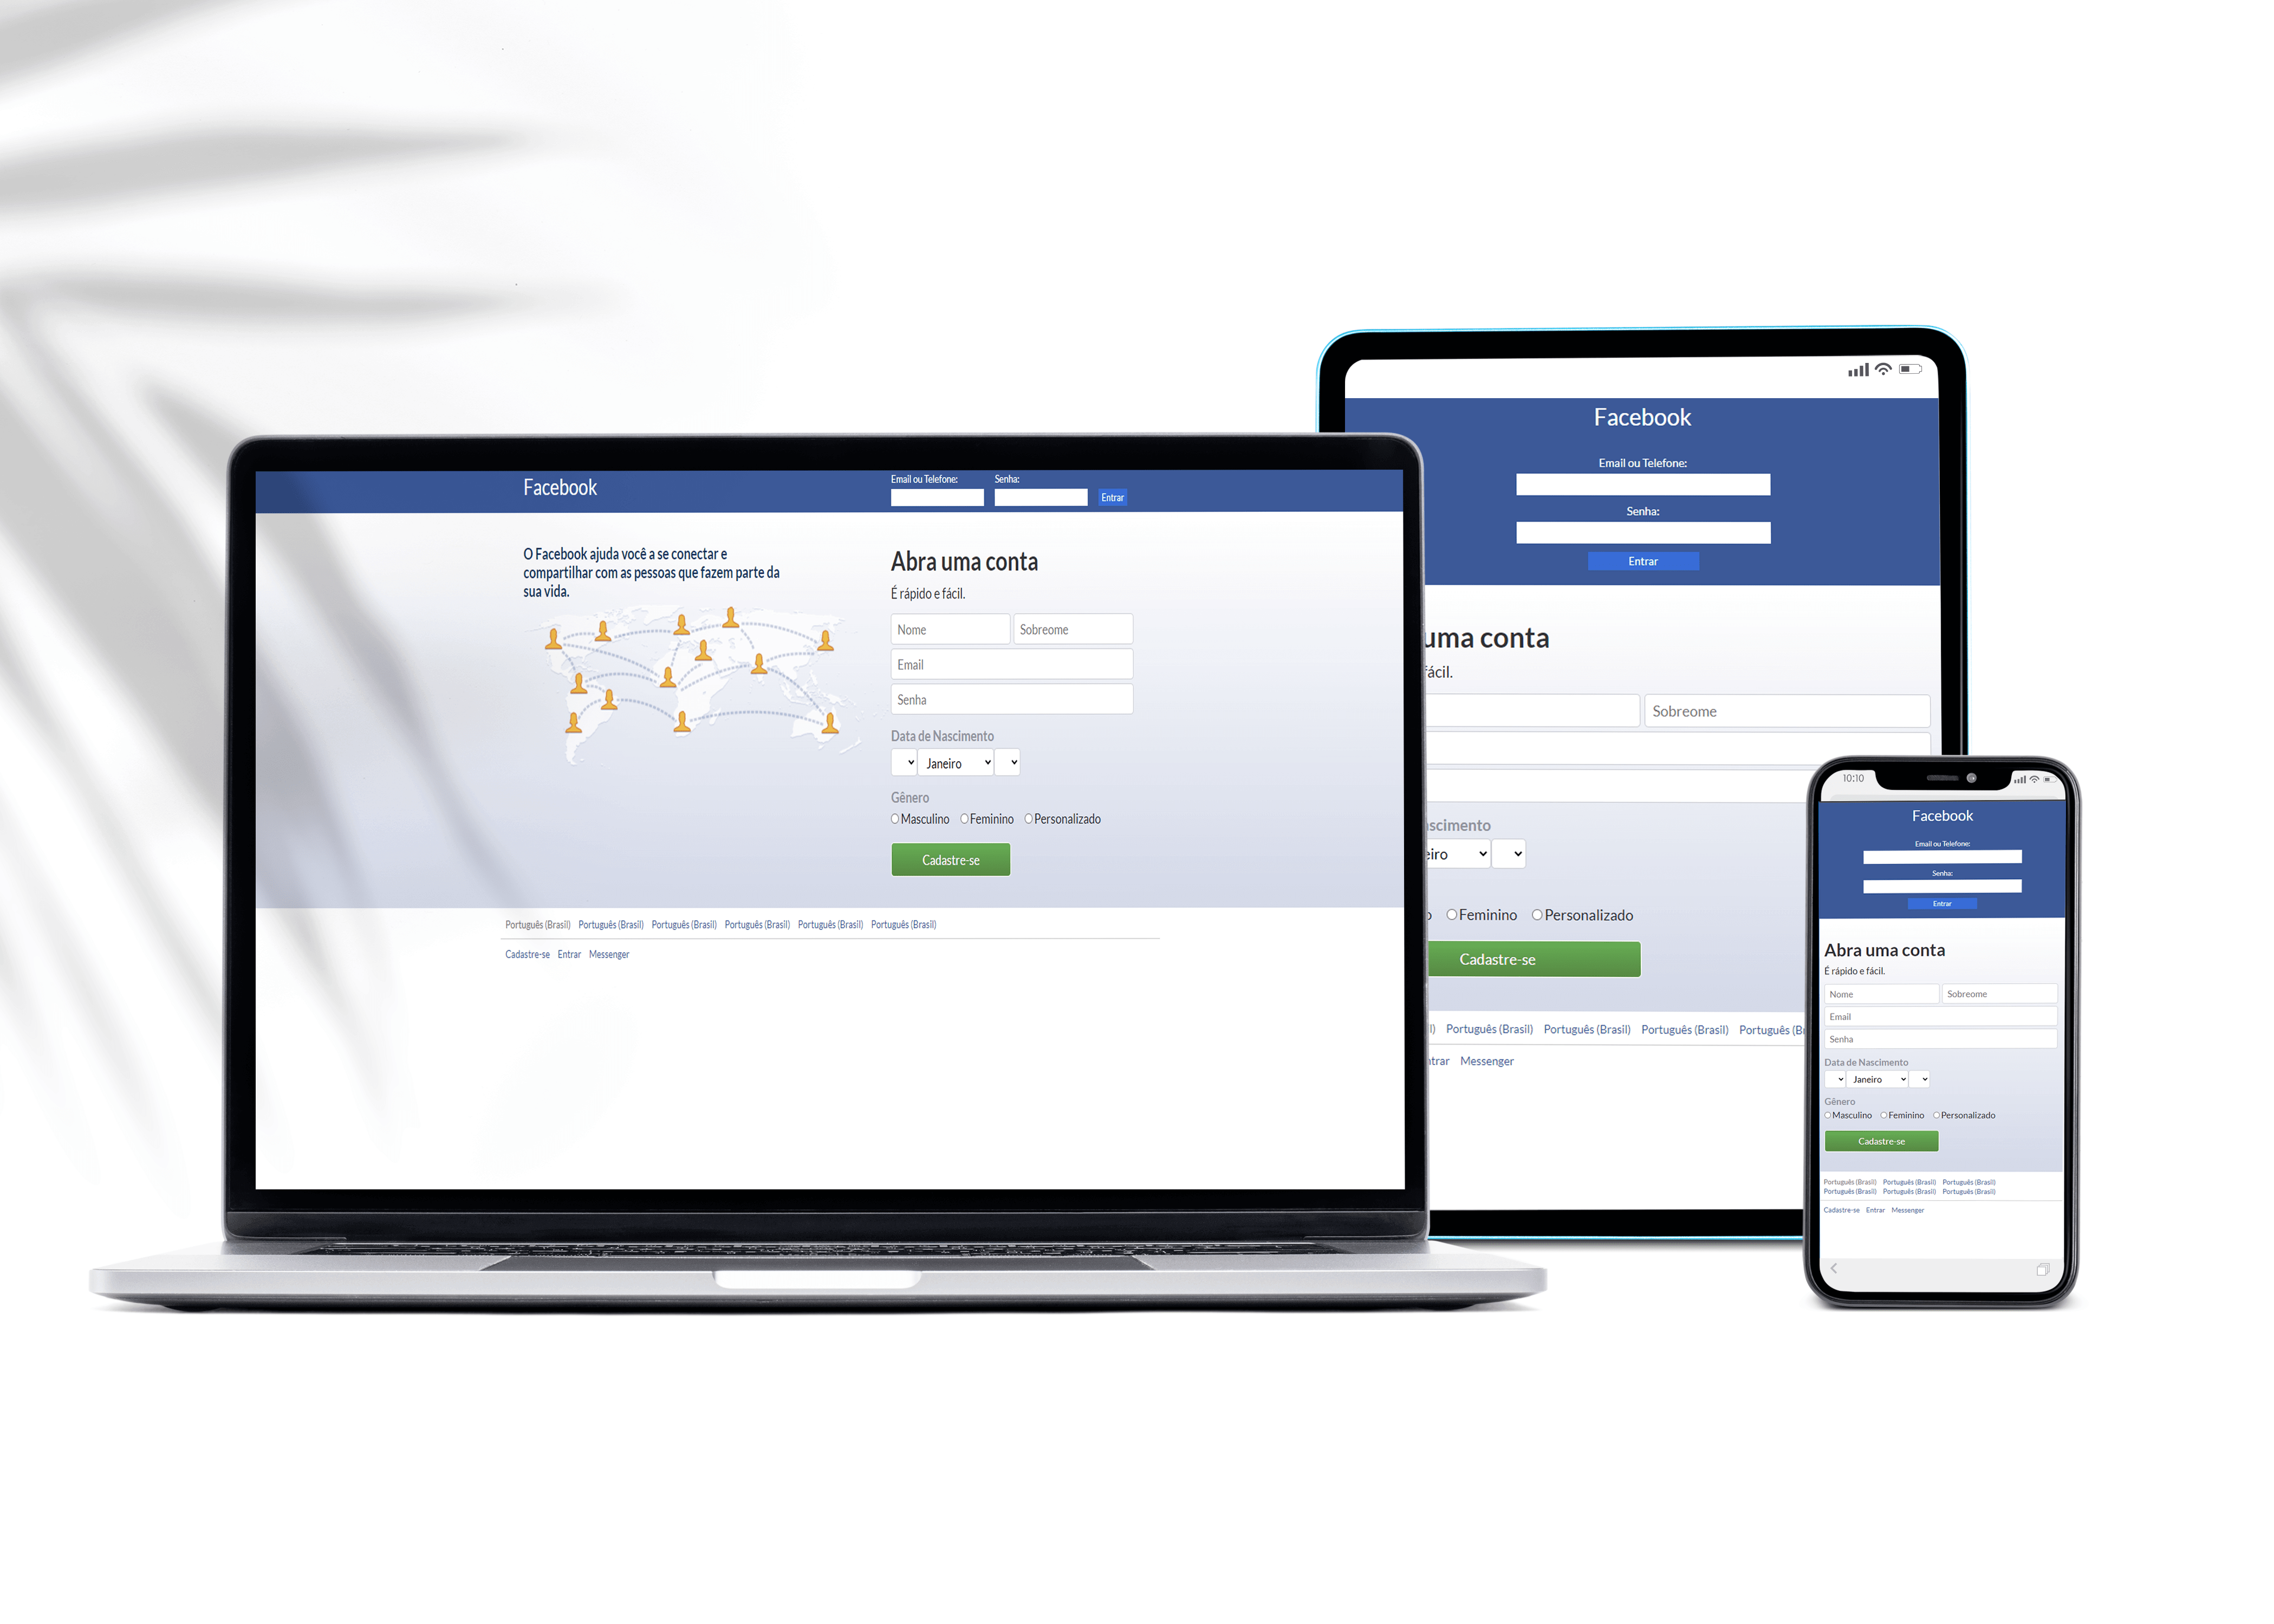 Facebook
Email ou Telefone:
Senha:
Entrar
O Facebook ajuda você a se conectar e
compartilhar com as pessoas que fazem parte da
sua vida.
Abra uma conta
É rápido e fácil.
Nome
Sobreome
Email
Senha
Data de Nascimento
Janeiro
Gênero
Masculino Feminino Personalizado
Cadastre-se
Português (Brasil) Português (Brasil) Português (Brasil) Português (Brasil) Português (Brasil) Português (Brasil)
Cadastre-se Entrar Messenger
Facebook
Email ou Telefone:
Senha:
Entrar
uma conta
fácil.
Sobreome
scimento
eiro
o Feminino Personalizado
Cadastre-se
l) Português (Brasil) Português (Brasil) Português (Brasil) Português (Br
ntrar Messenger
10:10
Facebook
Email ou Telefone:
Senha:
Entrar
Abra uma conta
É rápido e fácil.
Nome Sobreome
Email
Senha
Data de Nascimento
Janeiro
Gênero
Masculino Feminino Personalizado
Cadastre-se
Português (Brasil) Português (Brasil) Português (Brasil)
Português (Brasil) Português (Brasil) Português (Brasil)
Cadastre-se Entrar Messenger